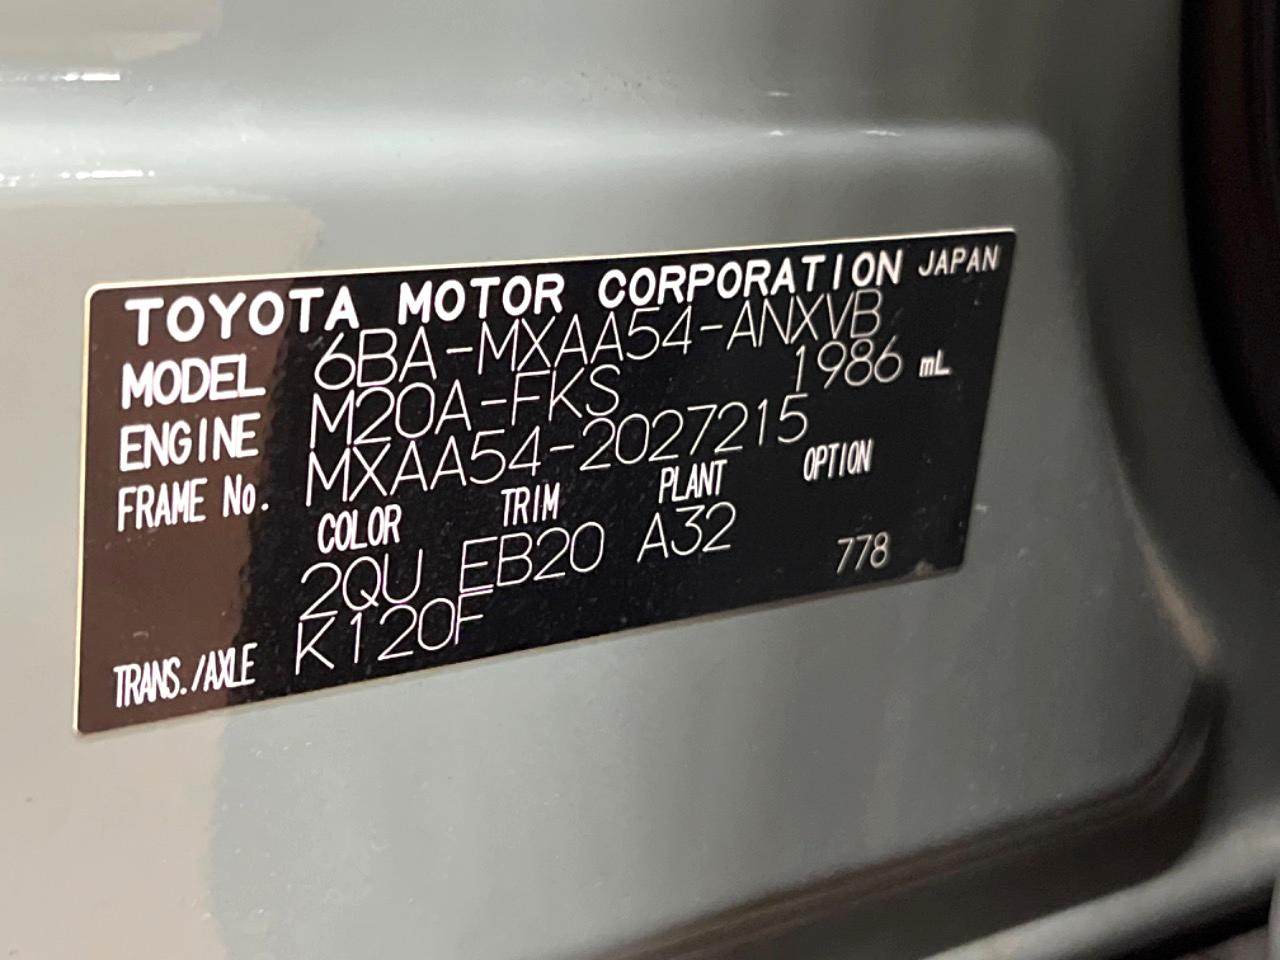 TOYOTA MOTOR CORPORATION JAPAN
MODEL 6BA-MXAA54-ANXVB
ENGINE M20A-FKS 1986 mL
FRAME No. MXAA54-2027215
COLOR TRIM PLANT OPTION
2QU EB20 A32 778
TRANS./AXLE K120F